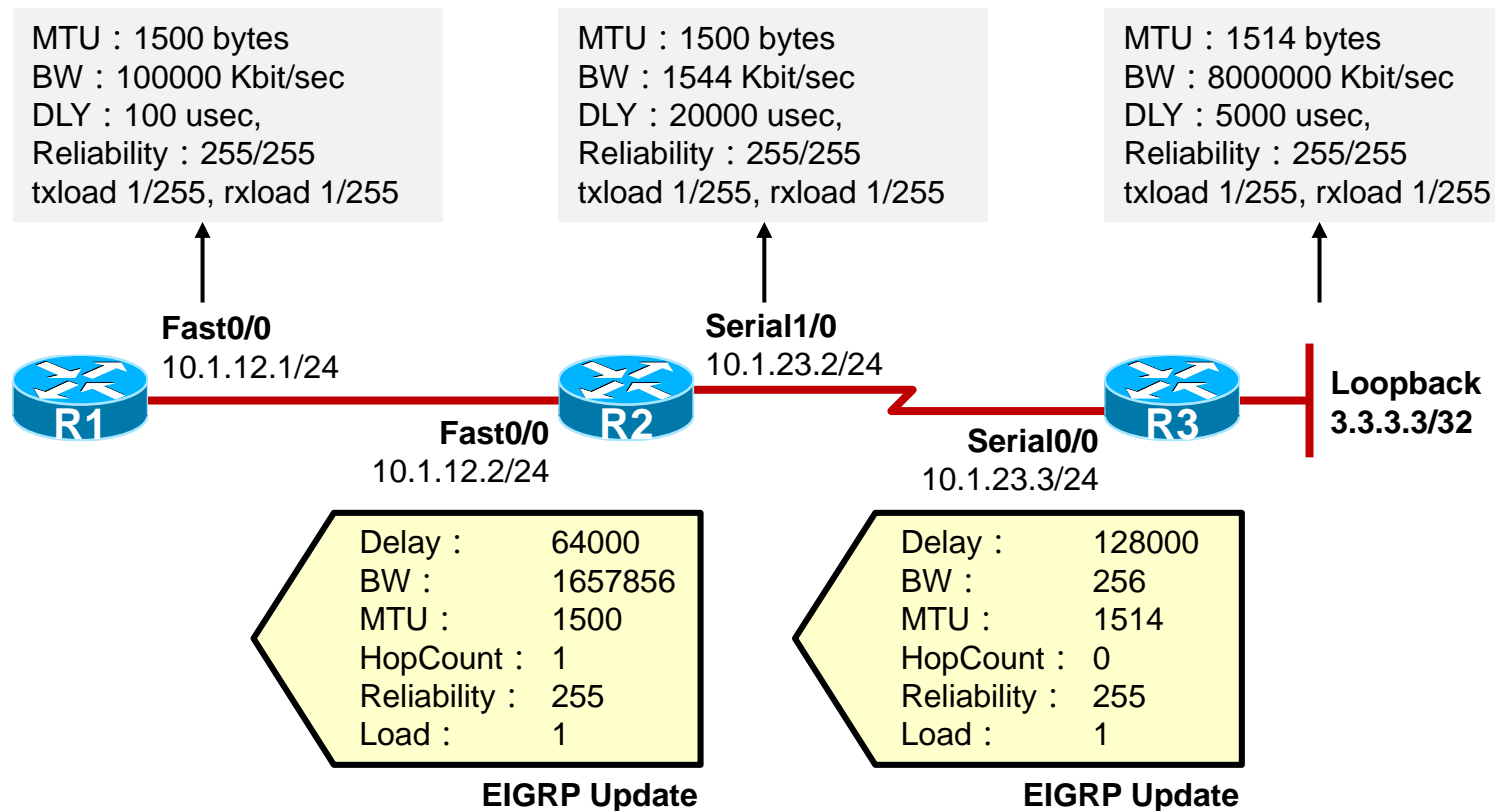 MTU：1500 bytes
BW：100000 Kbit/sec
DLY：100 usec,
Reliability：255/255
txload 1/255, rxload 1/255
MTU：1500 bytes
BW：1544 Kbit/sec
DLY：20000 usec,
Reliability：255/255
txload 1/255, rxload 1/255
MTU：1514 bytes
BW：8000000 Kbit/sec
DLY：5000 usec,
Reliability：255/255
txload 1/255, rxload 1/255
Fast0/0
10.1.12.1/24
Serial1/0
10.1.23.2/24
R1
R2
R3
Loopback
3.3.3.3/32
Fast0/0
10.1.12.2/24
Serial0/0
10.1.23.3/24
Delay： 64000
BW： 1657856
MTU： 1500
HopCount： 1
Reliability： 255
Load： 1
EIGRP Update
Delay： 128000
BW： 256
MTU： 1514
HopCount： 0
Reliability： 255
Load： 1
EIGRP Update